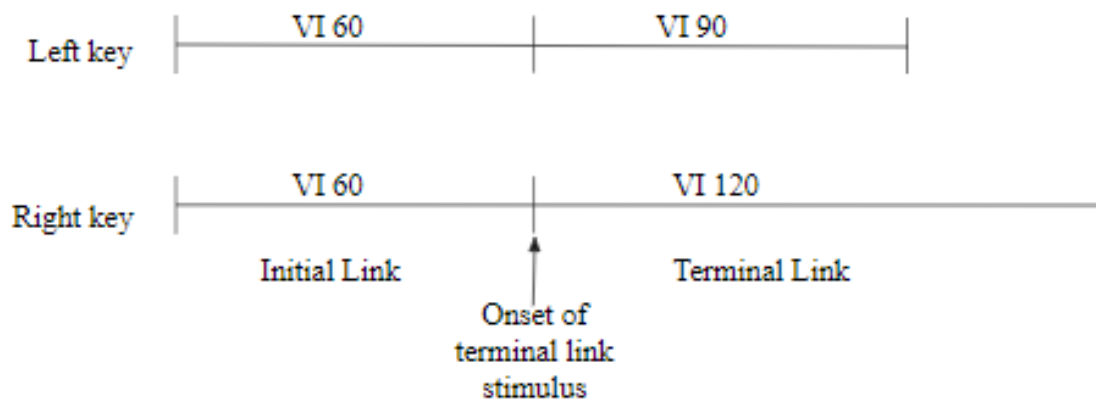 VI 60 VI 90
Left key
VI 60 VI 120
Right key
Initial Link Terminal Link
Onset of
terminal link
stimulus